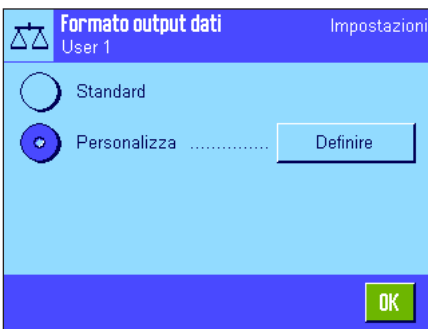 Formato output dati Impostazioni
User 1
Standard
Personalizza ............... Definire
OK